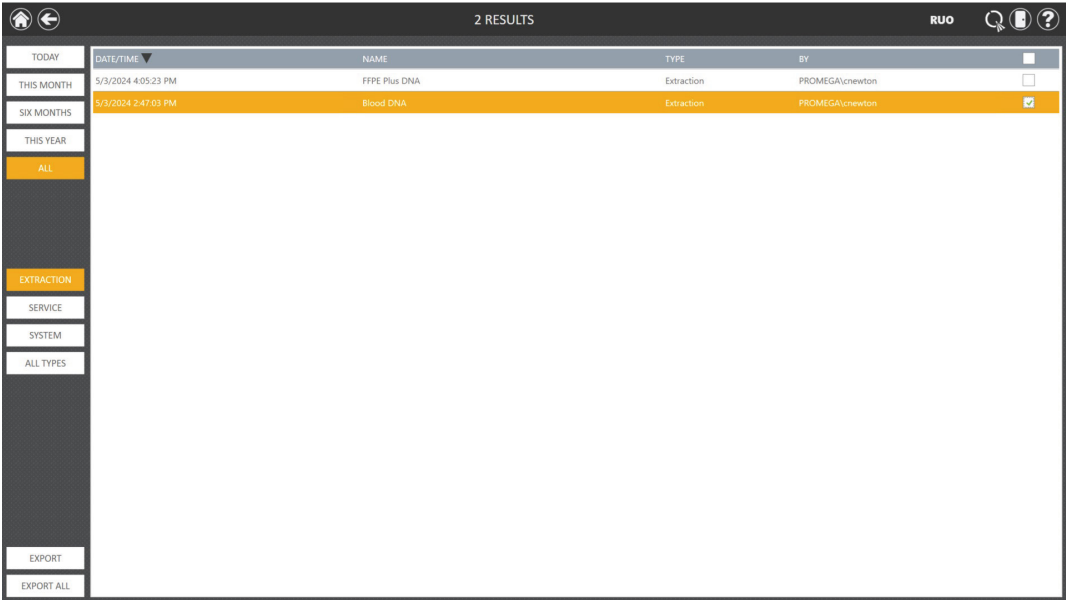 2 RESULTS
RUO
?
TODAY
THIS MONTH
SIX MONTHS
THIS YEAR
ALL
EXTRACTION
SERVICE
SYSTEM
ALL TYPES
EXPORT
EXPORT ALL
DATE/TIME NAME TYPE BY
5/3/2024 4:05:23 PM FFPE Plus DNA Extraction PROMEGA\cnewton
5/3/2024 2:47:03 PM Blood DNA Extraction PROMEGA\cnewton